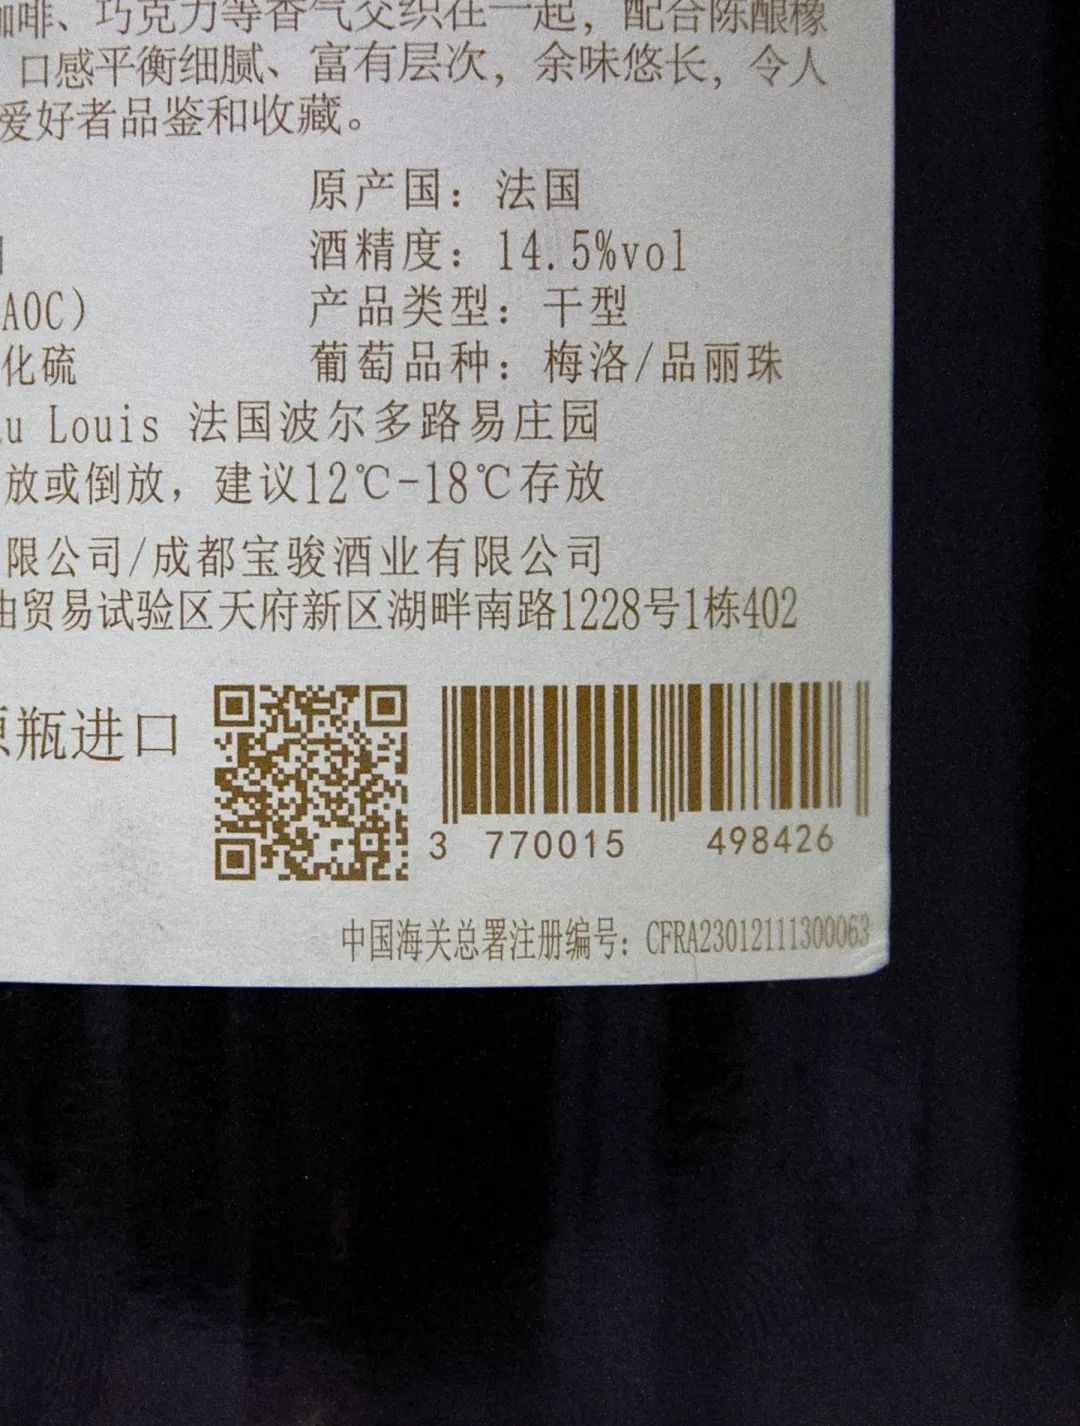 咖啡、巧克力等香气交织在一起，配合陈酿橡
口感平衡细腻、富有层次，余味悠长，令人
爱好者品鉴和收藏。
原产国：法国
酒精度：14.5%vol
AOC)
产品类型：干型
化硫
葡萄品种：梅洛/品丽珠
au Louis 法国波尔多路易庄园
放或倒放，建议12℃-18℃存放
限公司/成都宝骏酒业有限公司
由贸易试验区天府新区湖畔南路1228号1栋402
原瓶进口
3 770015 498426
中国海关总署注册编号：CFRA23012111300063